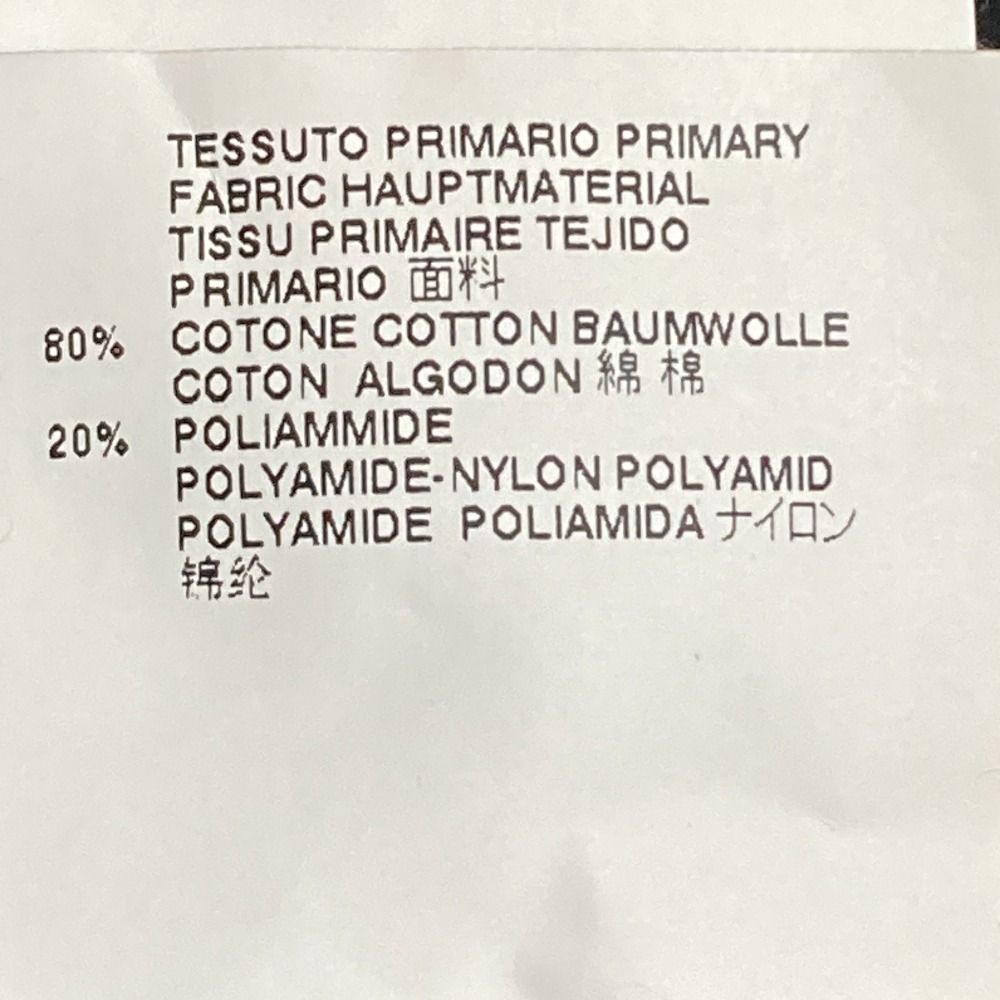 TESSUTO PRIMARIO PRIMARY
FABRIC HAUPTMATERIAL
TISSU PRIMAIRE TEJIDO
PRIMARIO 面料
80% COTONE COTTON BAUMWOLLE
COTON ALGODON 綿 棉
20% POLIAMMIDE
POLYAMIDE-NYLON POLYAMID
POLYAMIDE POLIAMIDA ナイロン
锦纶